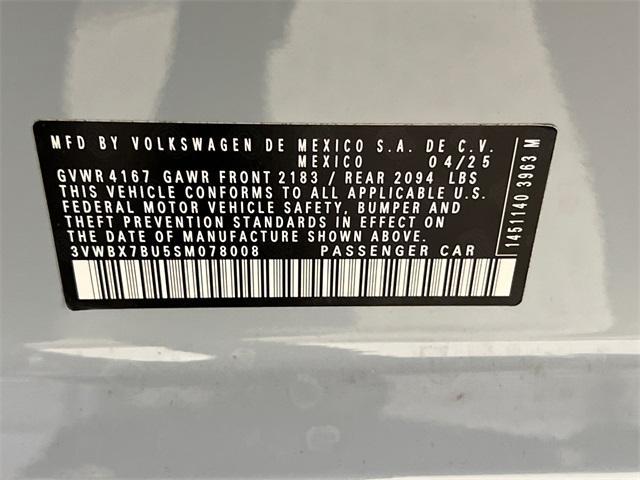 MFD BY VOLKSWAGEN DE MEXICO S.A. DE C.V.
MEXICO 04/25
GVWR 4167 GAWR FRONT 2183 / REAR 2094 LBS
THIS VEHICLE CONFORMS TO ALL APPLICABLE U.S.
FEDERAL MOTOR VEHICLE SAFETY, BUMPER AND
THEFT PREVENTION STANDARDS IN EFFECT ON
THE DATE OF MANUFACTURE SHOWN ABOVE.
3VWBX7BU5SM078008 PASSENGER CAR
1451140 3963 M